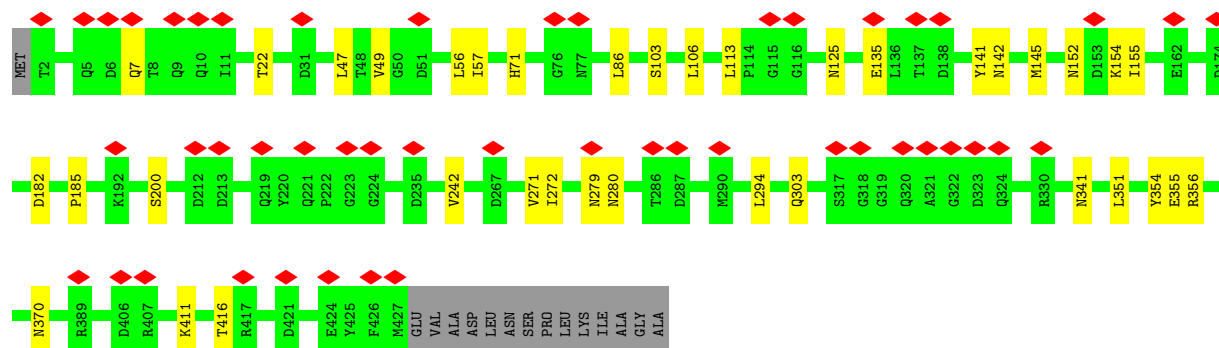 MET T2 Q5 D6 Q7 T8 Q9 Q10 I11 T22 D31 L47 T48 V49 G50 D51 L56 I57 H71 G76 N77 L86 S103 L106 L113 P114 G115 G116 N125 E135 L136 T137 D138 Y141 N142 M145 N152 D153 K154 I155 E162
D182 P185 K192 S200 D212 D213 Q219 Y220 Q221 P222 G223 G224 D235 V242 D267 V271 I272 N279 N280 T286 D287 M290 L294 Q303 S317 G318 G319 Q320 A321 G322 D323 Q324 R330 N341 L351 Y354 E355 R356
N370 R389 D406 R407 K411 T416 R417 D421 E424 Y425 F426 M427 GLU VAL ALA ASP LEU ASN SER PRO LEU LYS ILE ALA GLY ALA